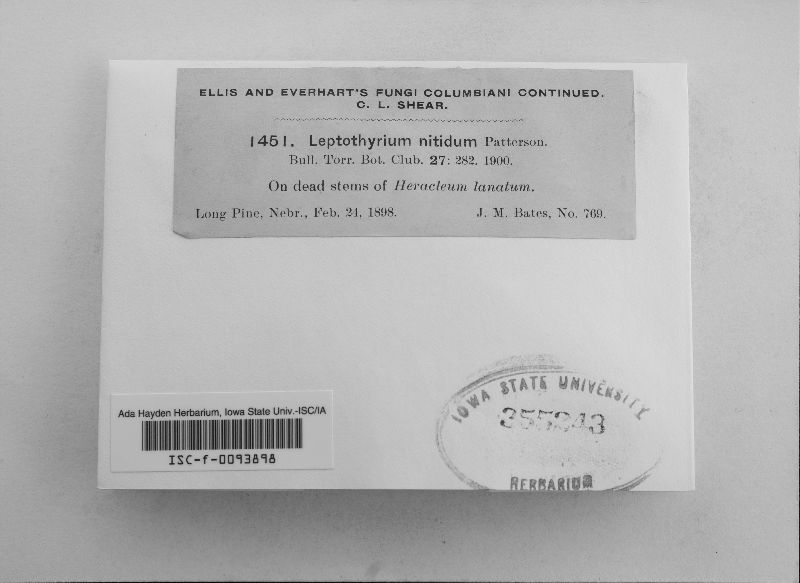 ELLIS AND EVERHART'S FUNGI COLUMBIANI CONTINUED.
C. L. SHEAR.
1451. Leptothyrium nitidum Patterson.
Bull. Torr. Bot. Club. 27: 282. 1900.
On dead stems of Heracleum lanatum.
Long Pine, Nebr., Feb. 24, 1898. J. M. Bates, No. 769.
Ada Hayden Herbarium, Iowa State Univ.-ISC/IA
ISC-f-0093898
IOWA STATE UNIVERSITY
355243
HERBARIUM